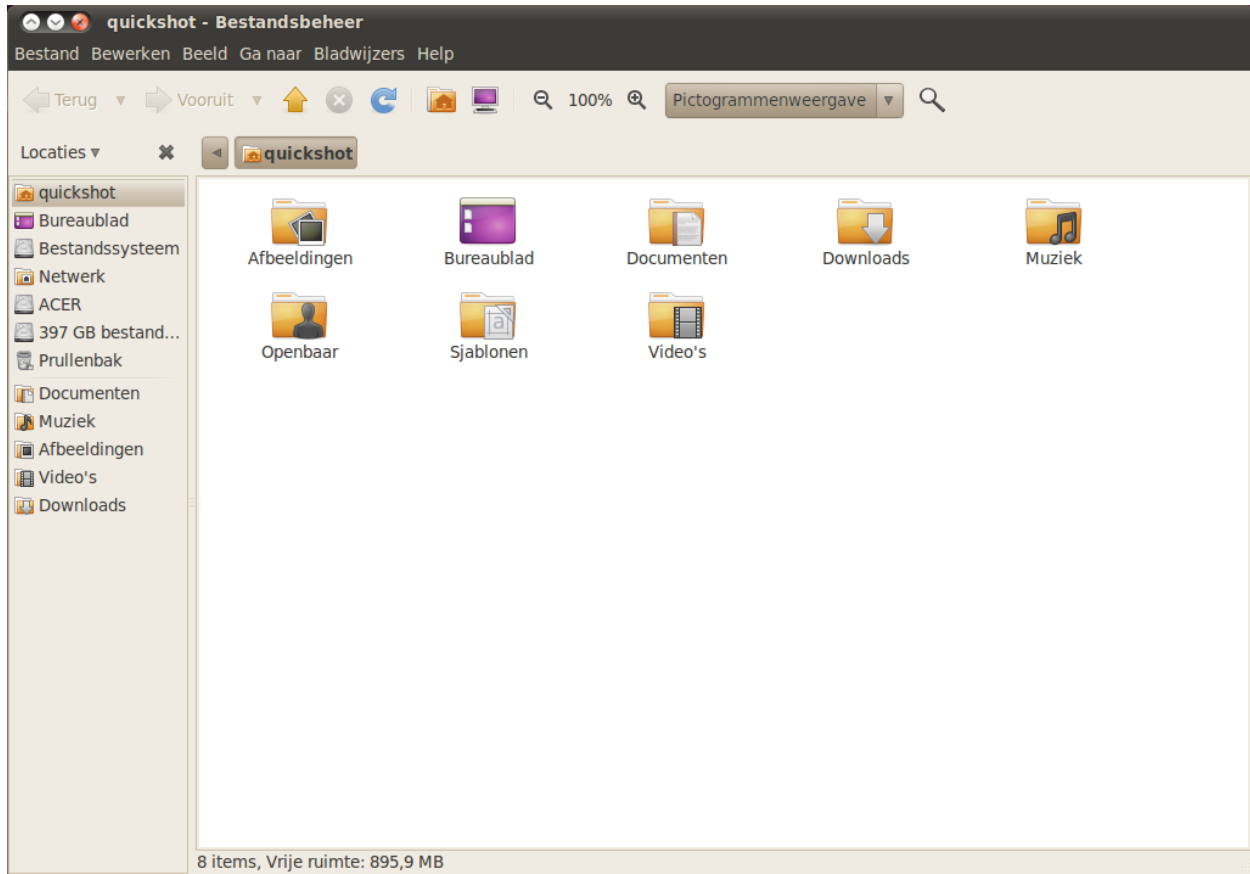 quickshot - Bestandsbeheer
Bestand Bewerken Beeld Ga naar Bladwijzers Help
Terug Vooruit 100% Pictogrammenweergave
Locaties quickshot
quickshot
Bureaublad
Bestandssysteem
Netwerk
ACER
397 GB bestand...
Prullenbak
Documenten
Muziek
Afbeeldingen
Video's
Downloads
Afbeeldingen Bureaublad Documenten Downloads Muziek
Openbaar Sjablonen Video's
8 items, Vrije ruimte: 895,9 MB